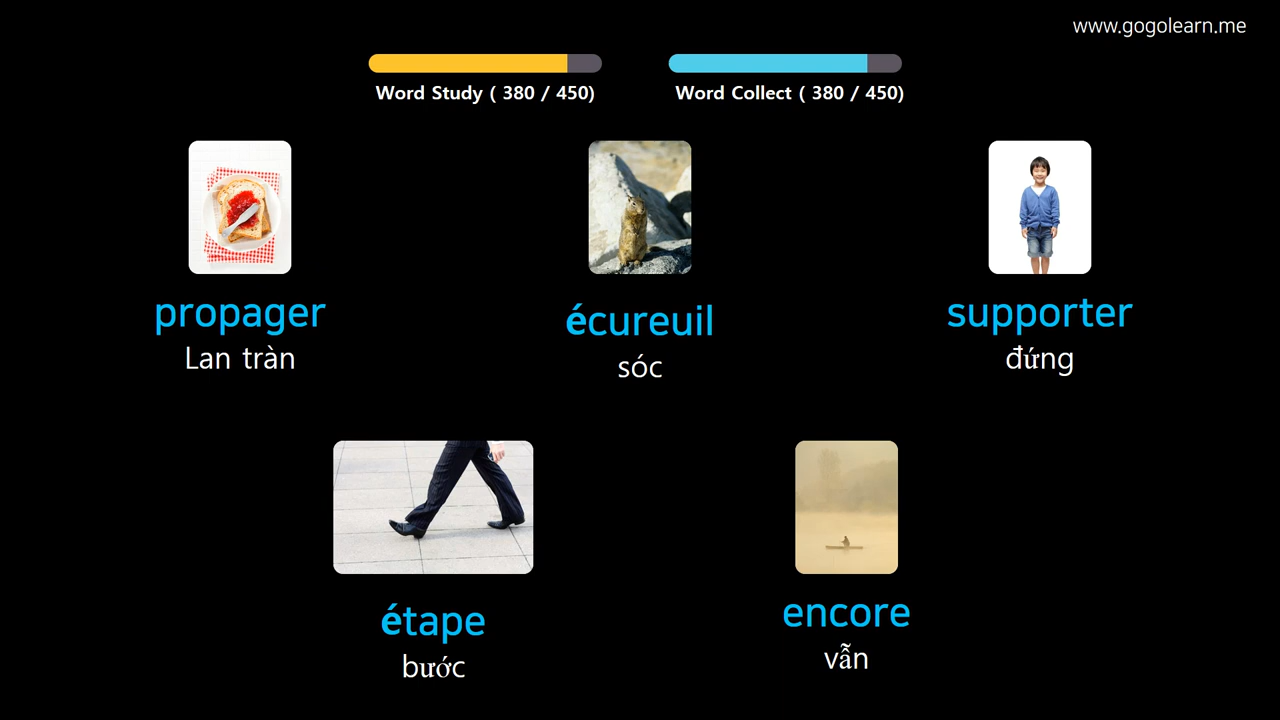 www.gogolearn.me
Word Study ( 380 / 450)
Word Collect ( 380 / 450)
propager
Lan tràn
écureuil
sóc
supporter
đứng
étape
bước
encore
vẫn